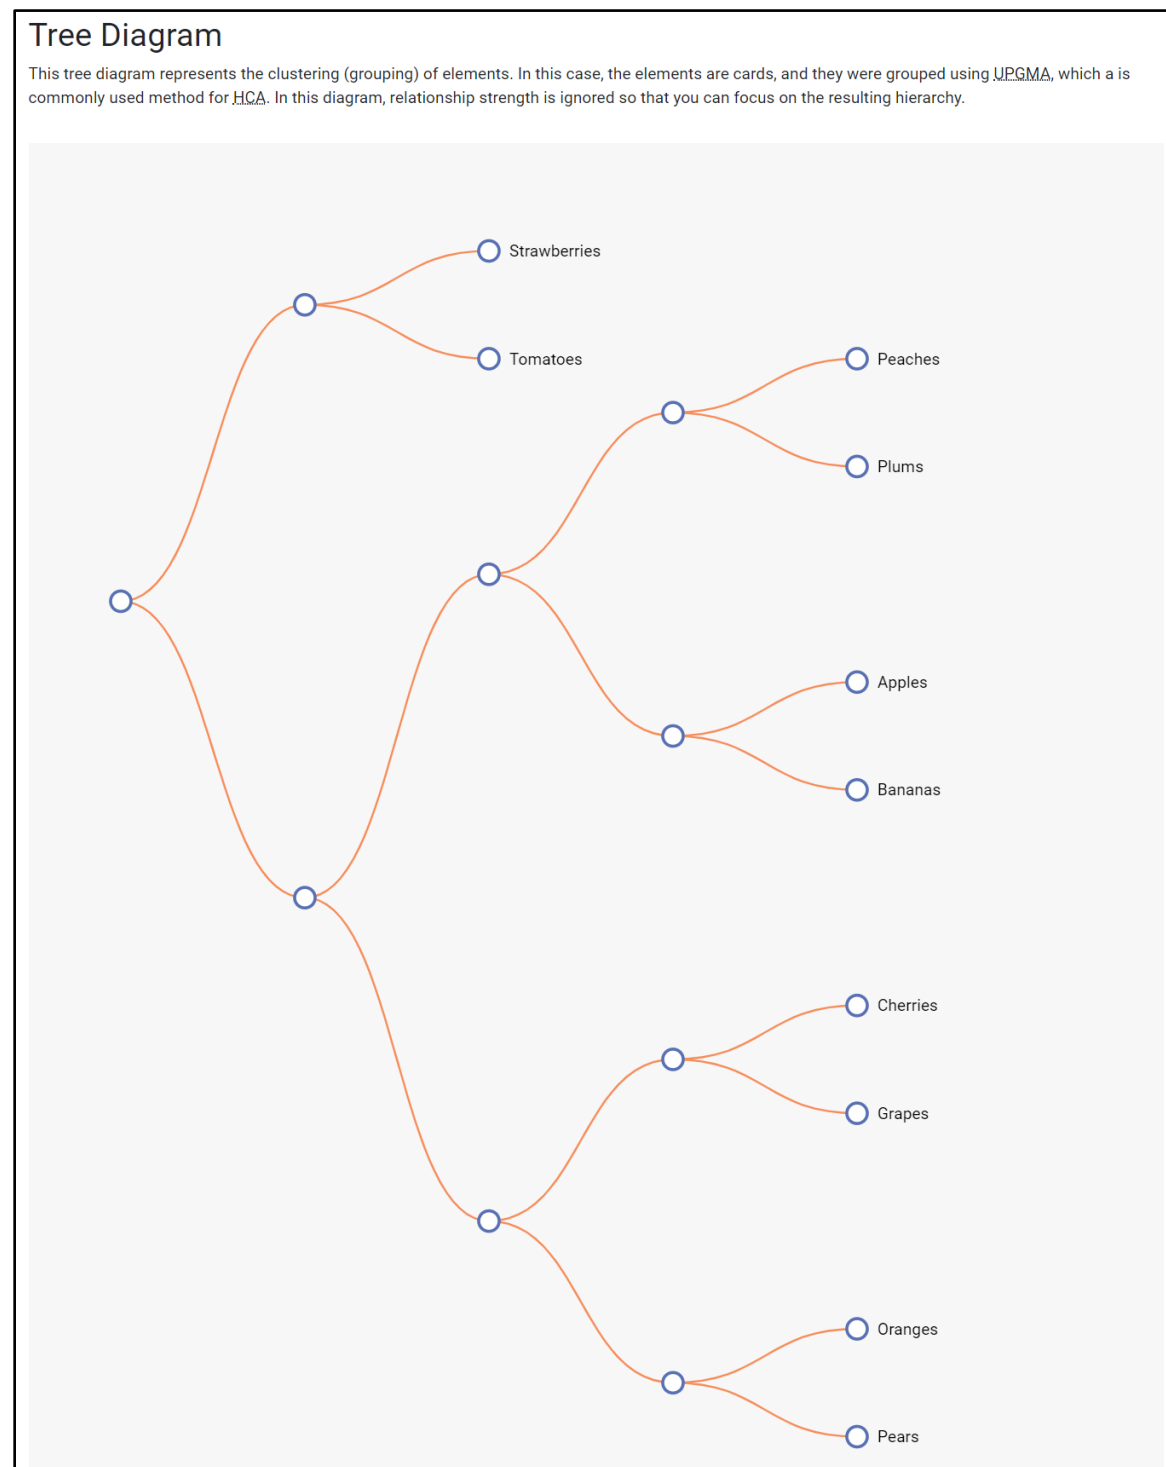 Tree Diagram
This tree diagram represents the clustering (grouping) of elements. In this case, the elements are cards, and they were grouped using UPGMA, which a is
commonly used method for HCA. In this diagram, relationship strength is ignored so that you can focus on the resulting hierarchy.
Strawberries
Tomatoes
Peaches
Plums
Apples
Bananas
Cherries
Grapes
Oranges
Pears